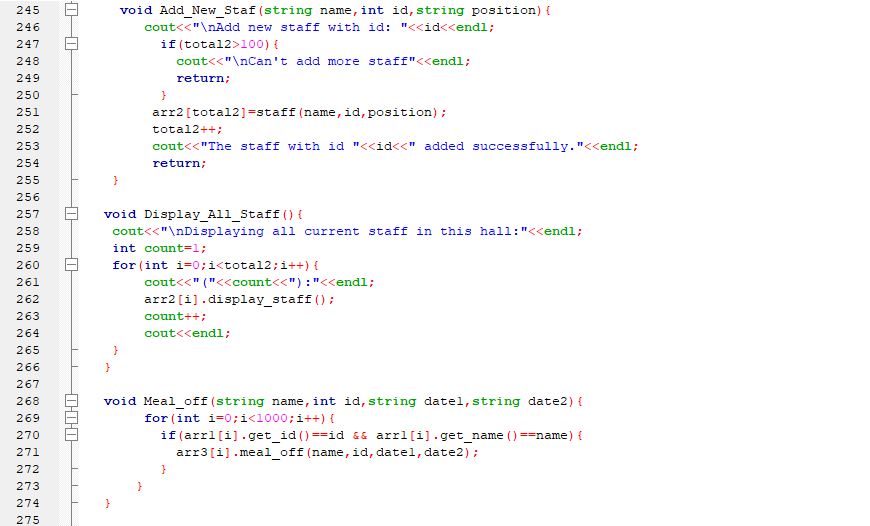 245 void Add_New_Staf(string name,int id,string position){
246 cout<<"\nAdd new staff with id: "<<id<<endl;
247 if(total2>100){
248 cout<<"\nCan't add more staff"<<endl;
249 return;
250 }
251 arr2[total2]=staff(name,id,position);
252 total2++;
253 cout<<"The staff with id "<<id<<" added successfully."<<endl;
254 return;
255 }
256
257 void Display_All_Staff(){
258 cout<<"\nDisplaying all current staff in this hall:"<<endl;
259 int count=1;
260 for(int i=0;i<total2;i++){
261 cout<<"("<<count<<"):"<<endl;
262 arr2[i].display_staff();
263 count++;
264 cout<<endl;
265 }
266 }
267
268 void Meal_off(string name,int id,string date1,string date2){
269 for(int i=0;i<1000;i++){
270 if(arr1[i].get_id()==id && arr1[i].get_name()==name){
271 arr3[i].meal_off(name,id,date1,date2);
272 }
273 }
274 }
275